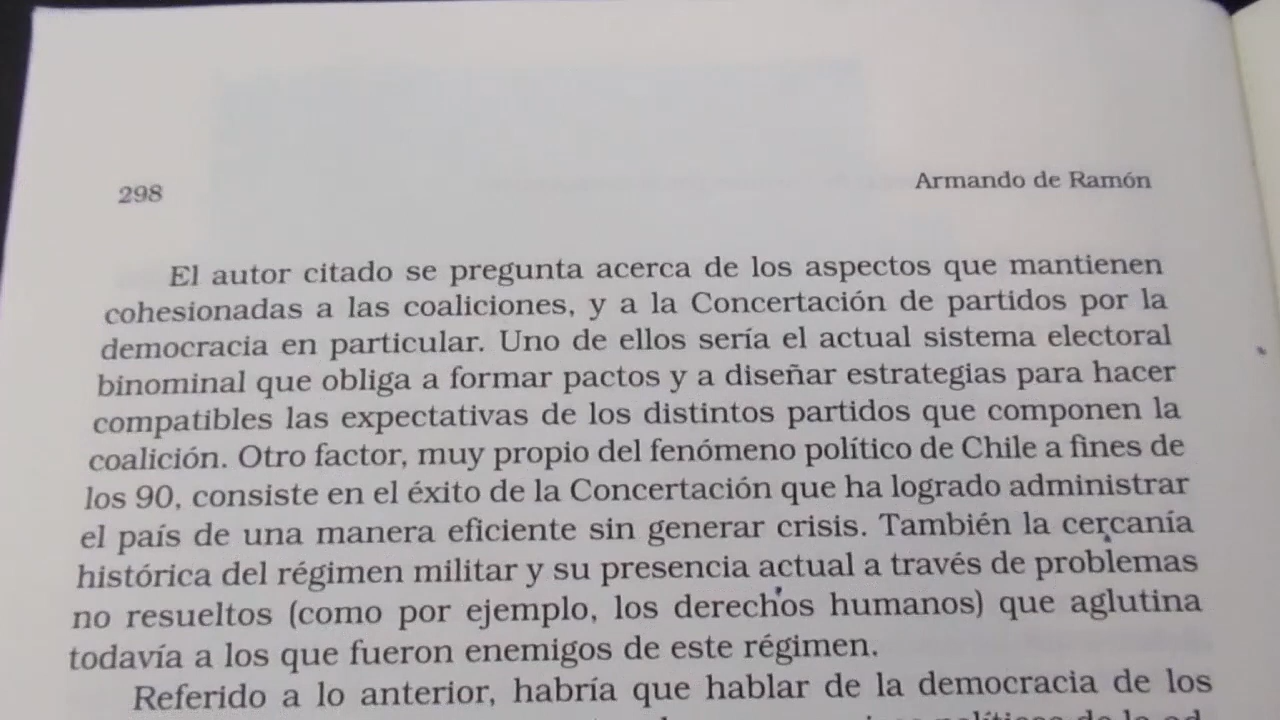 298
Armando de Ramón
El autor citado se pregunta acerca de los aspectos que mantienen
cohesionadas a las coaliciones, y a la Concertación de partidos por la
democracia en particular. Uno de ellos sería el actual sistema electoral
binominal que obliga a formar pactos y a diseñar estrategias para hacer
compatibles las expectativas de los distintos partidos que componen la
coalición. Otro factor, muy propio del fenómeno político de Chile a fines de
los 90, consiste en el éxito de la Concertación que ha logrado administrar
el país de una manera eficiente sin generar crisis. También la cercanía
histórica del régimen militar y su presencia actual a través de problemas
no resueltos (como por ejemplo, los derechos humanos) que aglutina
todavía a los que fueron enemigos de este régimen.
Referido a lo anterior, habría que hablar de la democracia de los